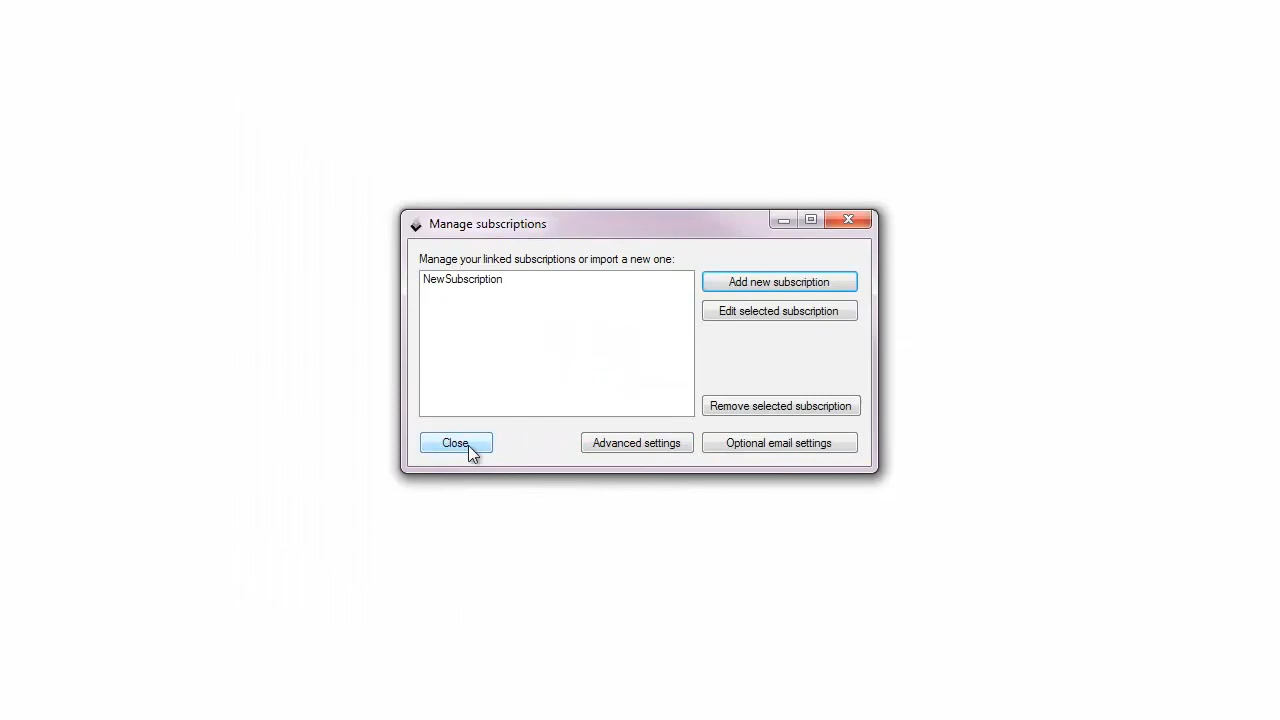 Manage subscriptions
Manage your linked subscriptions or import a new one:
NewSubscription
Add new subscription
Edit selected subscription
Remove selected subscription
Close
Advanced settings
Optional email settings